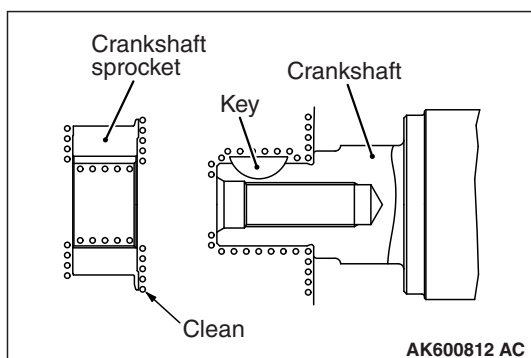 Crankshaft
sprocket
Crankshaft
Key
Clean
AK600812 AC